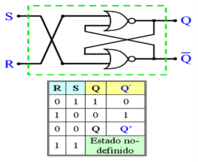 S
Q
R
Q̅
R S Q Q'
0 1 1 0
1 0 0 1
0 0 Q Q'
1 1 Estado no-
definido